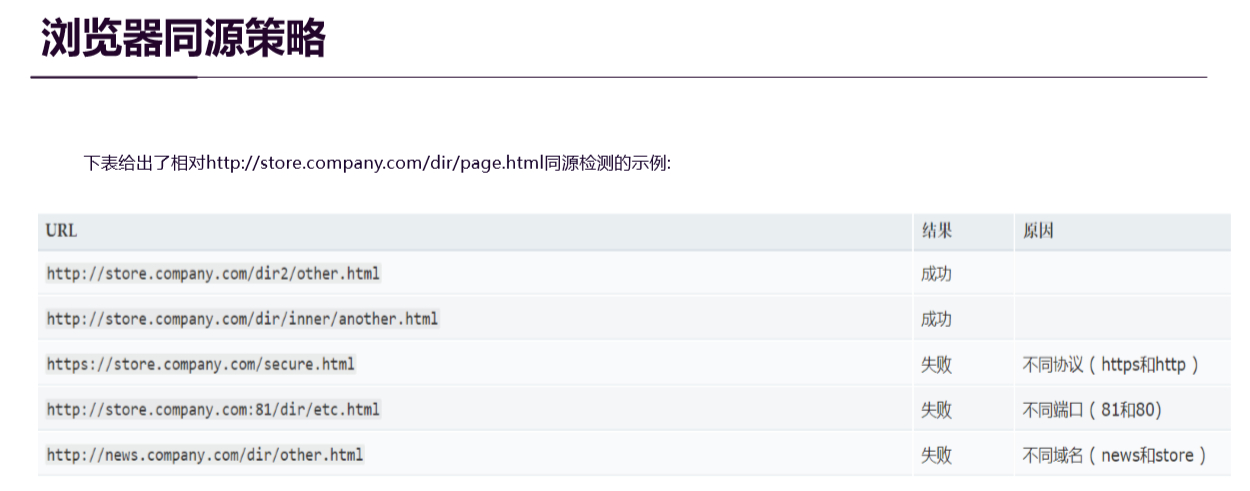 浏览器同源策略
下表给出了相对http://store.company.com/dir/page.html同源检测的示例:
URL 结果 原因
http://store.company.com/dir2/other.html 成功
http://store.company.com/dir/inner/another.html 成功
https://store.company.com/secure.html 失败 不同协议 ( https和http )
http://store.company.com:81/dir/etc.html 失败 不同端口 ( 81和80)
http://news.company.com/dir/other.html 失败 不同域名 ( news和store )